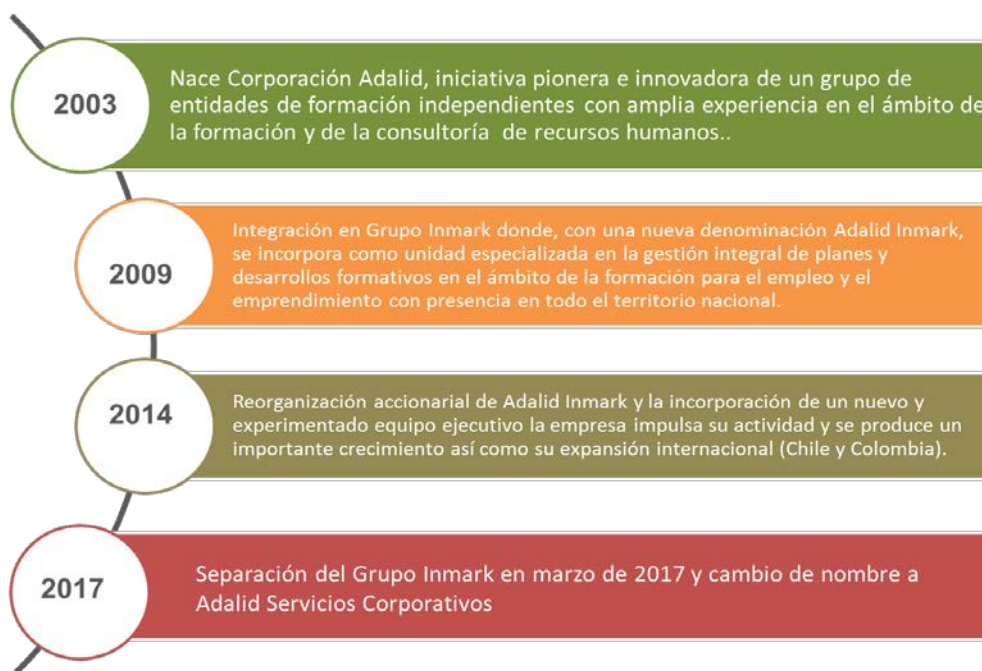 2003
Nace Corporación Adalid, iniciativa pionera e innovadora de un grupo de
entidades de formación independientes con amplia experiencia en el ámbito de
la formación y de la consultoría de recursos humanos..
2009
Integración en Grupo Inmark donde, con una nueva denominación Adalid Inmark,
se incorpora como unidad especializada en la gestión integral de planes y
desarrollos formativos en el ámbito de la formación para el empleo y el
emprendimiento con presencia en todo el territorio nacional.
2014
Reorganización accionarial de Adalid Inmark y la incorporación de un nuevo y
experimentado equipo ejecutivo la empresa impulsa su actividad y se produce un
importante crecimiento así como su expansión internacional (Chile y Colombia).
2017
Separación del Grupo Inmark en marzo de 2017 y cambio de nombre a
Adalid Servicios Corporativos